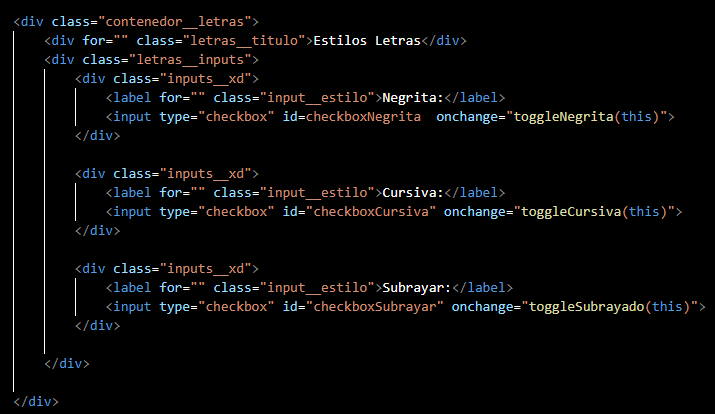 <div class="contenedor__letras">
<div for="" class="letras__titulo">Estilos Letras</div>
<div class="letras__inputs">
<div class="inputs__xd">
<label for="" class="input__estilo">Negrita:</label>
<input type="checkbox" id=checkboxNegrita  onchange="toggleNegrita(this)">
</div>
<div class="inputs__xd">
<label for="" class="input__estilo">Cursiva:</label>
<input type="checkbox" id="checkboxCursiva" onchange="toggleCursiva(this)">
</div>
<div class="inputs__xd">
<label for="" class="input__estilo">Subrayar:</label>
<input type="checkbox" id="checkboxSubrayar" onchange="toggleSubrayado(this)">
</div>
</div>
</div>